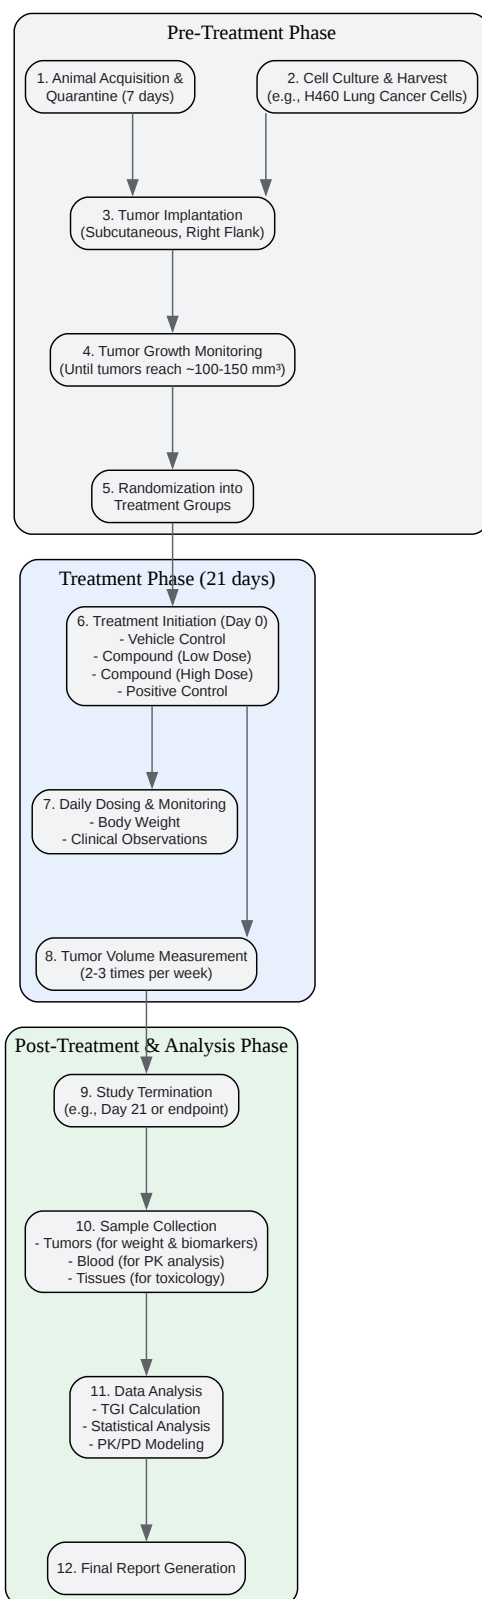 Pre-Treatment Phase
1. Animal Acquisition &
Quarantine (7 days)
2. Cell Culture & Harvest
(e.g., H460 Lung Cancer Cells)
3. Tumor Implantation
(Subcutaneous, Right Flank)
4. Tumor Growth Monitoring
(Until tumors reach ~100-150 mm³)
5. Randomization into
Treatment Groups
Treatment Phase (21 days)
6. Treatment Initiation (Day 0)
- Vehicle Control
- Compound (Low Dose)
- Compound (High Dose)
- Positive Control
7. Daily Dosing & Monitoring
- Body Weight
- Clinical Observations
8. Tumor Volume Measurement
(2-3 times per week)
Post-Treatment & Analysis Phase
9. Study Termination
(e.g., Day 21 or endpoint)
10. Sample Collection
- Tumors (for weight & biomarkers)
- Blood (for PK analysis)
- Tissues (for toxicology)
11. Data Analysis
- TGI Calculation
- Statistical Analysis
- PK/PD Modeling
12. Final Report Generation